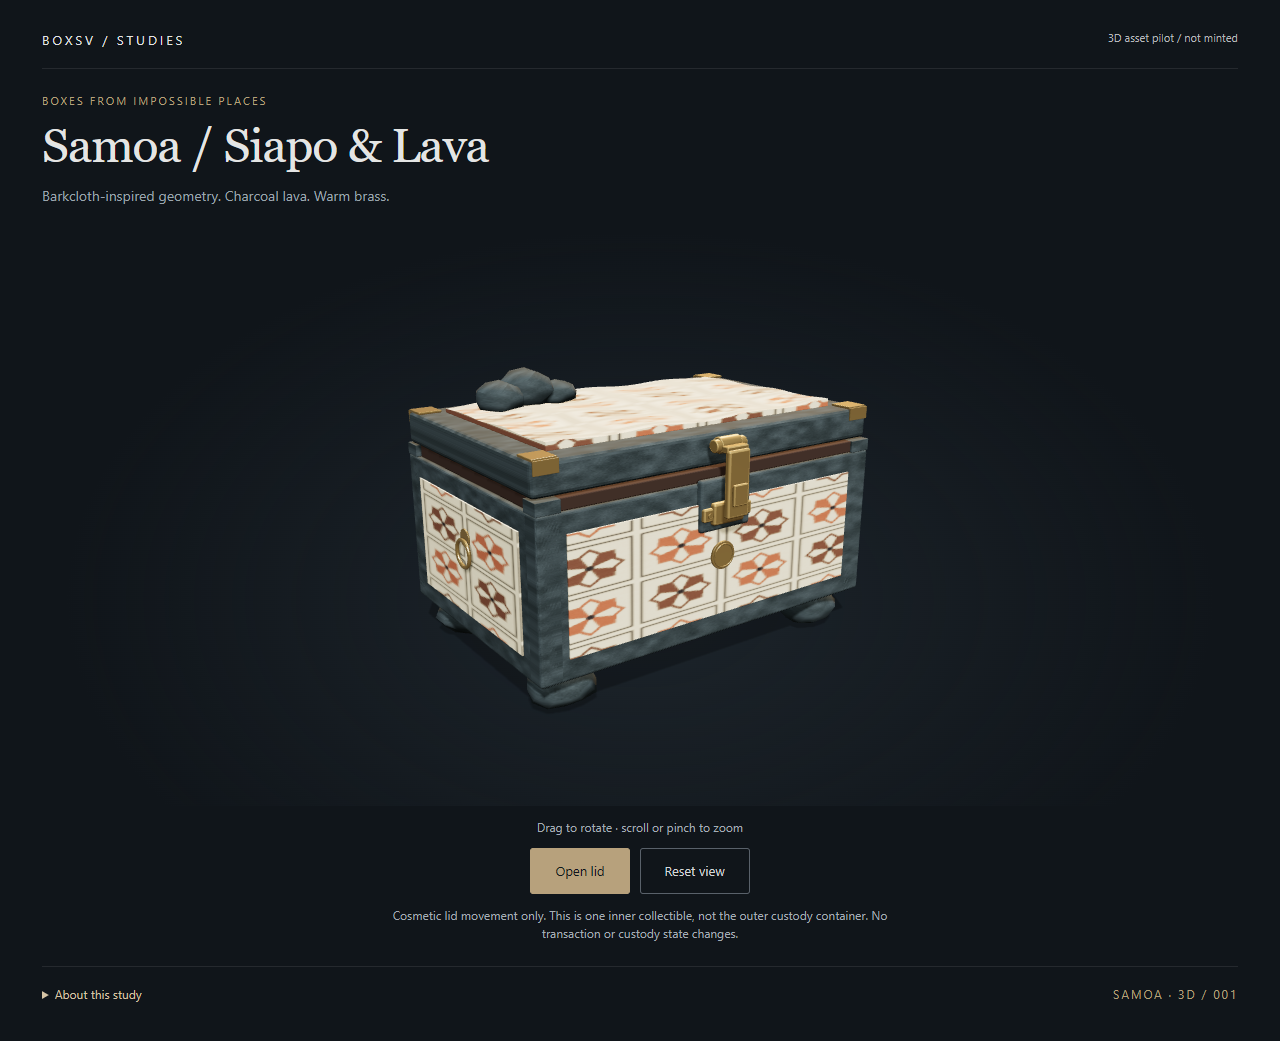 BOXSV / STUDIES
3D asset pilot / not minted
BOXES FROM IMPOSSIBLE PLACES
Samoa / Siapo & Lava
Barkcloth-inspired geometry. Charcoal lava. Warm brass.
Drag to rotate · scroll or pinch to zoom
Open lid
Reset view
Cosmetic lid movement only. This is one inner collectible, not the outer custody container. No
transaction or custody state changes.
About this study
SAMOA · 3D / 001